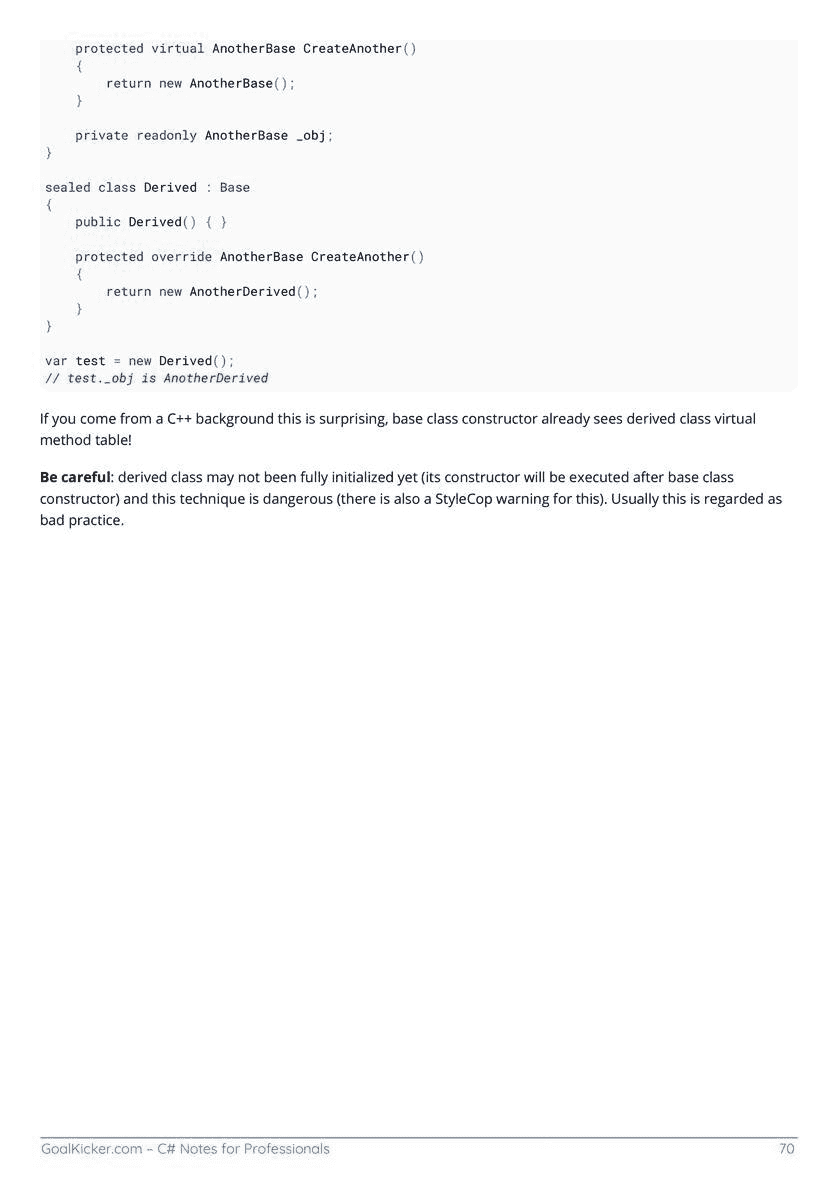 protected virtual AnotherBase CreateAnother()
    {
        return new AnotherBase();
    }

    private readonly AnotherBase _obj;
}

sealed class Derived : Base
{
    public Derived() { }

    protected override AnotherBase CreateAnother()
    {
        return new AnotherDerived();
    }
}

var test = new Derived();
// test._obj is AnotherDerived
If you come from a C++ background this is surprising, base class constructor already sees derived class virtual
method table!
Be careful: derived class may not been fully initialized yet (its constructor will be executed after base class
constructor) and this technique is dangerous (there is also a StyleCop warning for this). Usually this is regarded as
bad practice.
GoalKicker.com – C# Notes for Professionals 70